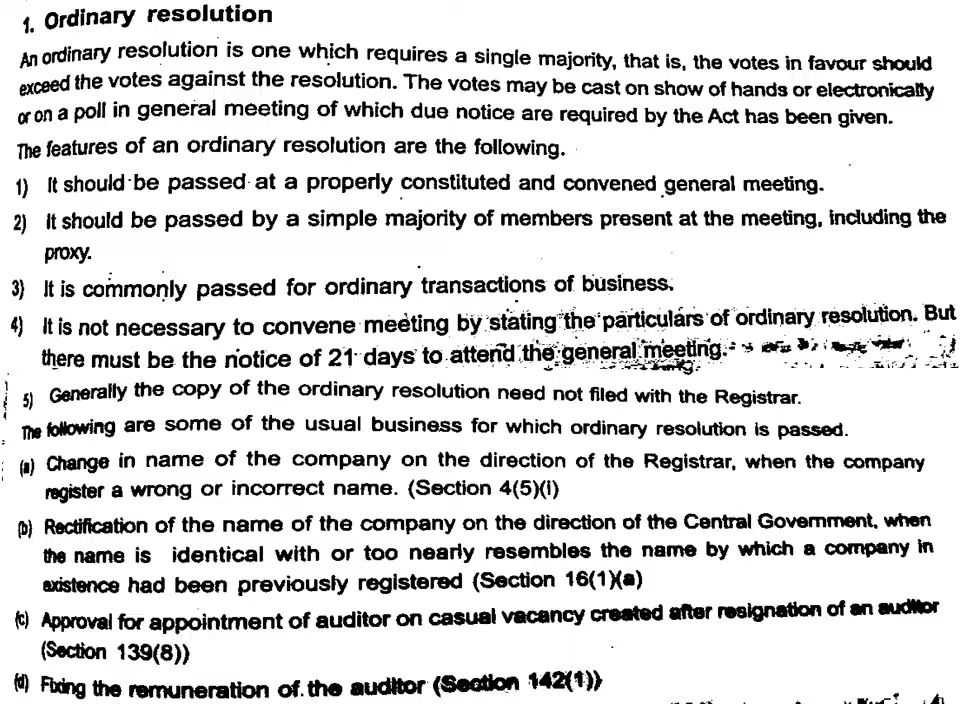 1. Ordinary resolution
An ordinary resolution is one which requires a single majority, that is, the votes in favour should
exceed the votes against the resolution. The votes may be cast on show of hands or electronically
or on a poll in general meeting of which due notice are required by the Act has been given.
The features of an ordinary resolution are the following.
1) It should be passed at a properly constituted and convened general meeting.
2) It should be passed by a simple majority of members present at the meeting, including the
proxy.
3) It is commonly passed for ordinary transactions of business.
4) It is not necessary to convene meeting by stating the particulars of ordinary resolution. But
there must be the notice of 21 days to attend the general meeting.
5) Generally the copy of the ordinary resolution need not filed with the Registrar.
The following are some of the usual business for which ordinary resolution is passed.
(a) Change in name of the company on the direction of the Registrar, when the company
register a wrong or incorrect name. (Section 4(5)(i)
(b) Rectification of the name of the company on the direction of the Central Government, when
the name is identical with or too nearly resembles the name by which a company in
existence had been previously registered (Section 16(1)(a)
(c) Approval for appointment of auditor on casual vacancy created after resignation of an auditor
(Section 139(8))
(d) Fixing the remuneration of the auditor (Section 142(1))